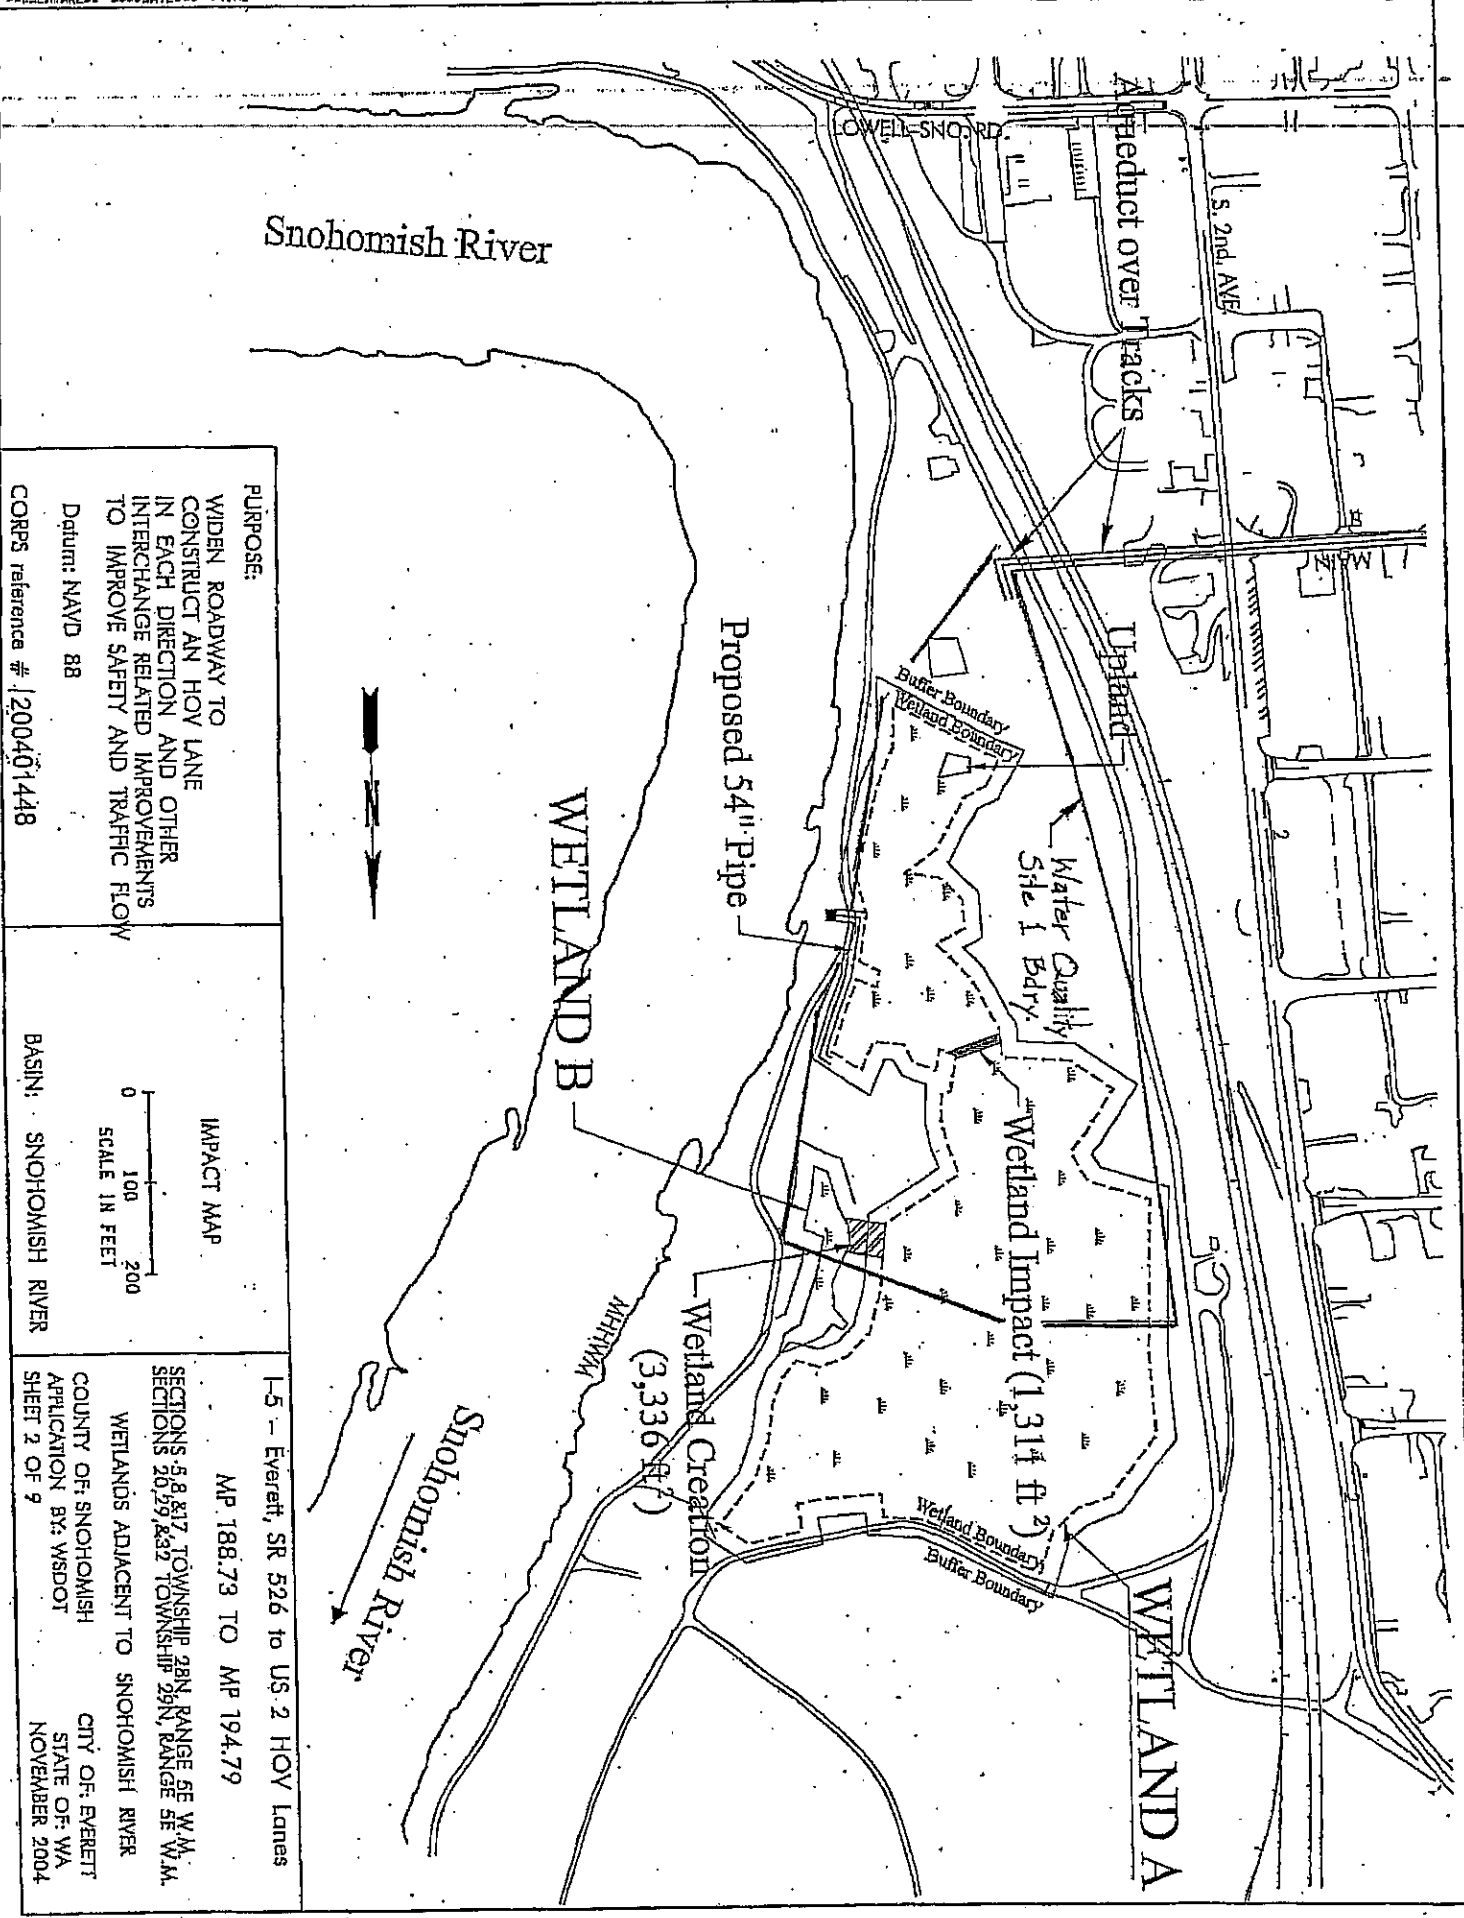 Aqueduct over Tracks
LOWELL-SNO. RD.
S. 2nd. AVE
MAIN
Snohomish River
Upland
Buffer Boundary
Wetland Boundary
Water Quality
Site 1 Bdry.
Proposed 54" Pipe
WETLAND B
Wetland Impact (1,311 ft²)
Wetland Creation
(3,336 ft²)
MHHWM
Snohomish River
Wetland Boundary
Buffer Boundary
WETLAND A
N
2
PURPOSE:
WIDEN ROADWAY TO
CONSTRUCT AN HOV LANE
IN EACH DIRECTION AND OTHER
INTERCHANGE RELATED IMPROVEMENTS
TO IMPROVE SAFETY AND TRAFFIC FLOW
Datum: NAVD 88
CORPS reference # 200401448
IMPACT MAP
0 100 200
SCALE IN FEET
BASIN: SNOHOMISH RIVER
I-5 - Everett, SR 526 to US 2 HOV Lanes
MP 188.73 TO MP 194.79
SECTIONS 5,8,&17, TOWNSHIP 28N, RANGE 5E W.M.
SECTIONS 20,29,&32 TOWNSHIP 29N, RANGE 5E W.M.
WETLANDS ADJACENT TO SNOHOMISH RIVER
COUNTY OF: SNOHOMISH CITY OF: EVERETT
APPLICATION BY: WSDOT STATE OF: WA
SHEET 2 OF 9 NOVEMBER 2004